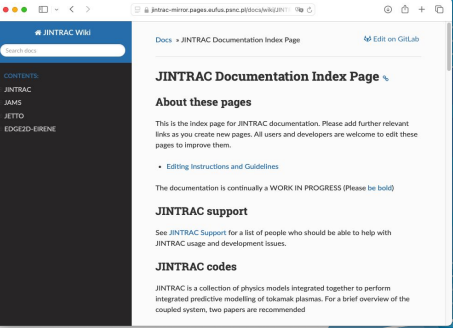 jintrac-mirror.pages.eufus.psnc.pl/docs/wiki/JINT
JINTRAC Wiki
Search docs
CONTENTS:
JINTRAC
JAMS
JETTO
EDGE2D-EIRENE
Docs » JINTRAC Documentation Index Page
Edit on GitLab
JINTRAC Documentation Index Page
About these pages
This is the index page for JINTRAC documentation. Please add further relevant
links as you create new pages. All users and developers are welcome to edit these
pages to improve them.
• Editing Instructions and Guidelines
The documentation is continually a WORK IN PROGRESS (Please be bold)
JINTRAC support
See JINTRAC Support for a list of people who should be able to help with
JINTRAC usage and development issues.
JINTRAC codes
JINTRAC is a collection of physics models integrated together to perform
integrated predictive modelling of tokamak plasmas. For a brief overview of the
coupled system, two papers are recommended